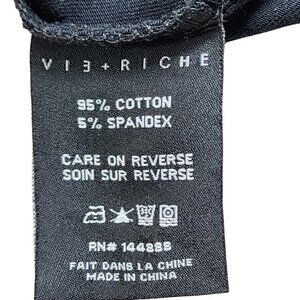 VIE+RICHE
95% COTTON
5% SPANDEX
CARE ON REVERSE
SOIN SUR REVERSE
RN#
FAIT DANS LA CHINE
MADE IN CHINA